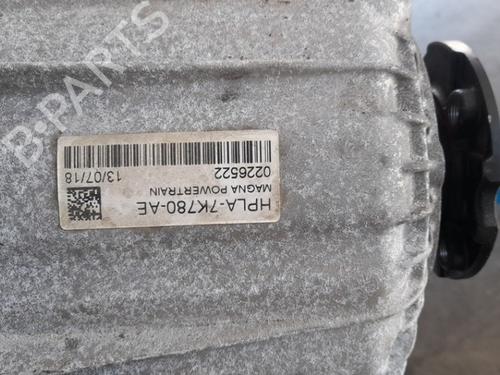 HPLA-7K780-AE
MAGNA POWERTRAIN
0226522
13/07/18
B-PARTS